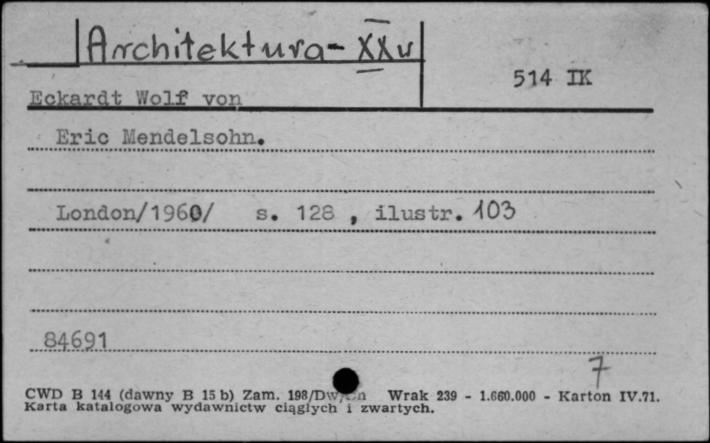 Architektura - XX w
514 IK
Eckardt Wolf von
Eric Mendelsohn.
London/1960/ s. 128 , ilustr. 103
84691
7
CWD B 144 (dawny B 15 b) Zam. 198/Dw Wrak 239 - 1.660.000 - Karton IV.71.
Karta katalogowa wydawnictw ciągłych i zwartych.